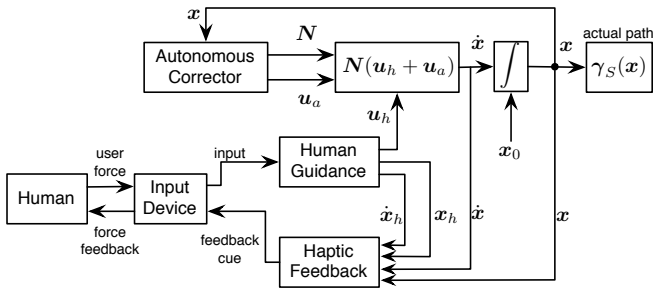 x
N
ẋ
x
actual path
Autonomous
Corrector
N(u_h + u_a)
∫
γ_S(x)
u_a
u_h
x_0
user
force
input
Human
Guidance
Human
Input
Device
ẋ_h
x_h
ẋ
x
force
feedback
feedback
cue
Haptic
Feedback